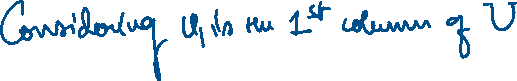 Considering U₁ is the 1st column of U